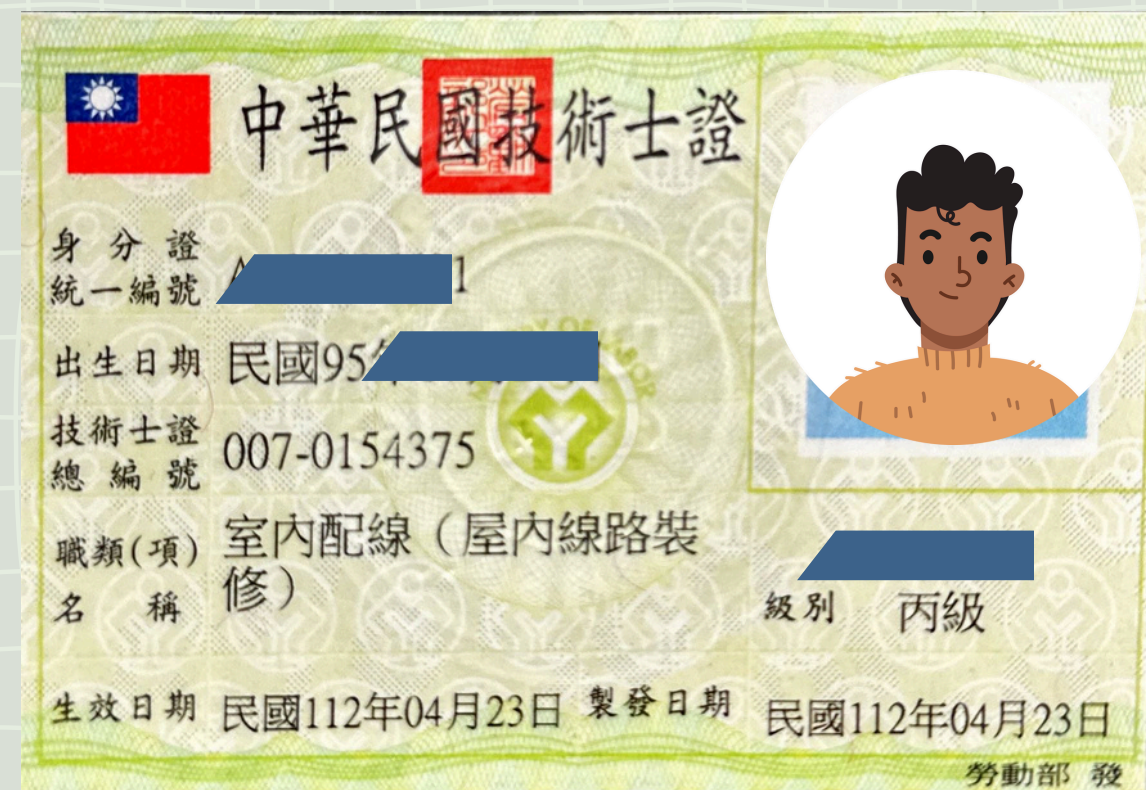 中華民國技術士證
身分證
統一編號
1
出生日期 民國95
技術士證
總編號
007-0154375
職類(項)
名稱
室內配線(屋內線路裝
修)
級別 丙級
生效日期 民國112年04月23日 製發日期 民國112年04月23日
勞動部 發